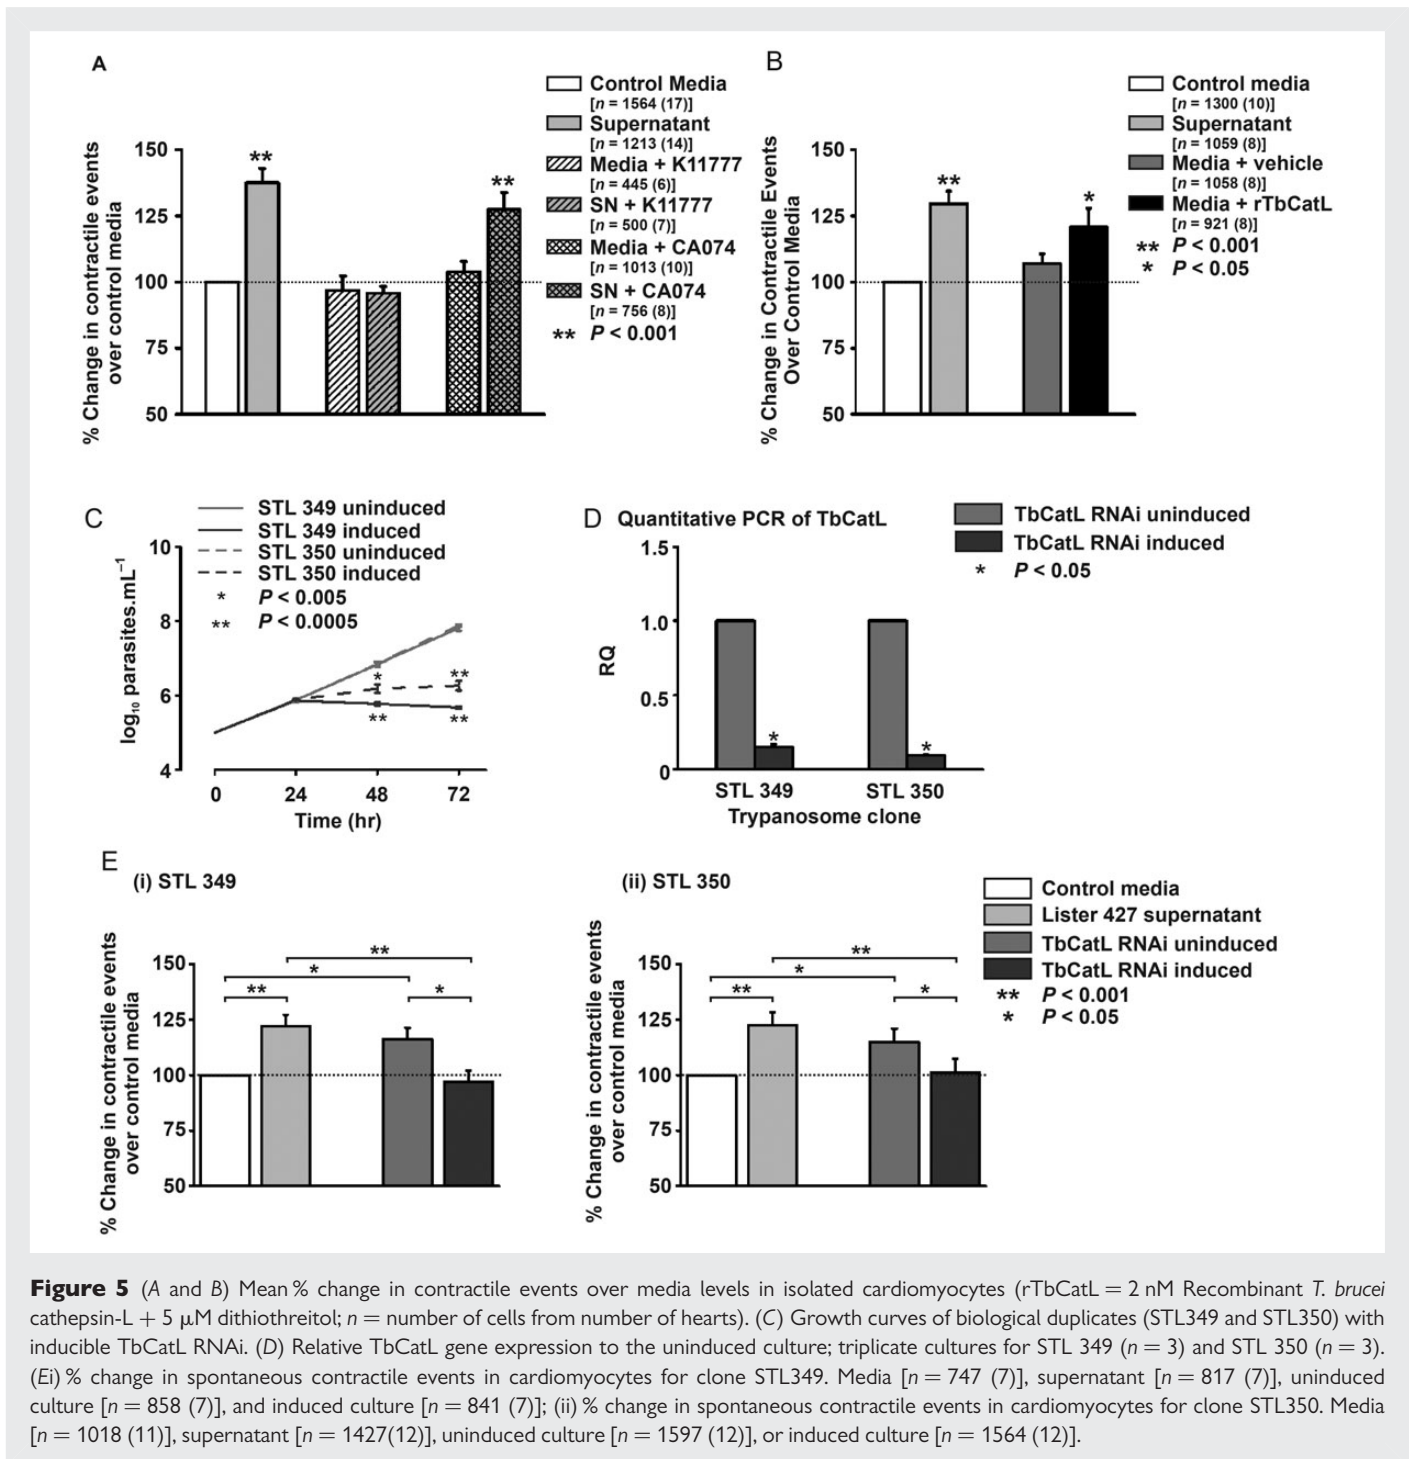 A
Control Media
[n = 1564 (17)]
Supernatant
[n = 1213 (14)]
Media + K11777
[n = 445 (6)]
SN + K11777
[n = 500 (7)]
Media + CA074
[n = 1013 (10)]
SN + CA074
[n = 756 (8)]
** P < 0.001
% Change in contractile events
over control media
150
125
100
75
50
**
**
B
Control media
[n = 1300 (10)]
Supernatant
[n = 1059 (8)]
Media + vehicle
[n = 1058 (8)]
Media + rTbCatL
[n = 921 (8)]
** P < 0.001
* P < 0.05
% Change in Contractile Events
Over Control Media
150
125
100
75
50
**
*
C
STL 349 uninduced
STL 349 induced
STL 350 uninduced
STL 350 induced
* P < 0.005
** P < 0.0005
log₁₀ parasites.mL⁻¹
10
8
6
4
*
**
**
**
0 24 48 72
Time (hr)
D Quantitative PCR of TbCatL
TbCatL RNAi uninduced
TbCatL RNAi induced
* P < 0.05
RQ
1.5
1.0
0.5
0
*
*
STL 349 STL 350
Trypanosome clone
E
(i) STL 349
% Change in contractile events
over control media
150
125
100
75
50
**
*
**
*
(ii) STL 350
% Change in contractile events
over control media
150
125
100
75
50
**
*
**
*
Control media
Lister 427 supernatant
TbCatL RNAi uninduced
TbCatL RNAi induced
** P < 0.001
* P < 0.05
Figure 5 (A and B) Mean % change in contractile events over media levels in isolated cardiomyocytes (rTbCatL = 2 nM Recombinant T. brucei
cathepsin-L + 5 μM dithiothreitol; n = number of cells from number of hearts). (C) Growth curves of biological duplicates (STL349 and STL350) with
inducible TbCatL RNAi. (D) Relative TbCatL gene expression to the uninduced culture; triplicate cultures for STL 349 (n = 3) and STL 350 (n = 3).
(Ei) % change in spontaneous contractile events in cardiomyocytes for clone STL349. Media [n = 747 (7)], supernatant [n = 817 (7)], uninduced
culture [n = 858 (7)], and induced culture [n = 841 (7)]; (ii) % change in spontaneous contractile events in cardiomyocytes for clone STL350. Media
[n = 1018 (11)], supernatant [n = 1427(12)], uninduced culture [n = 1597 (12)], or induced culture [n = 1564 (12)].